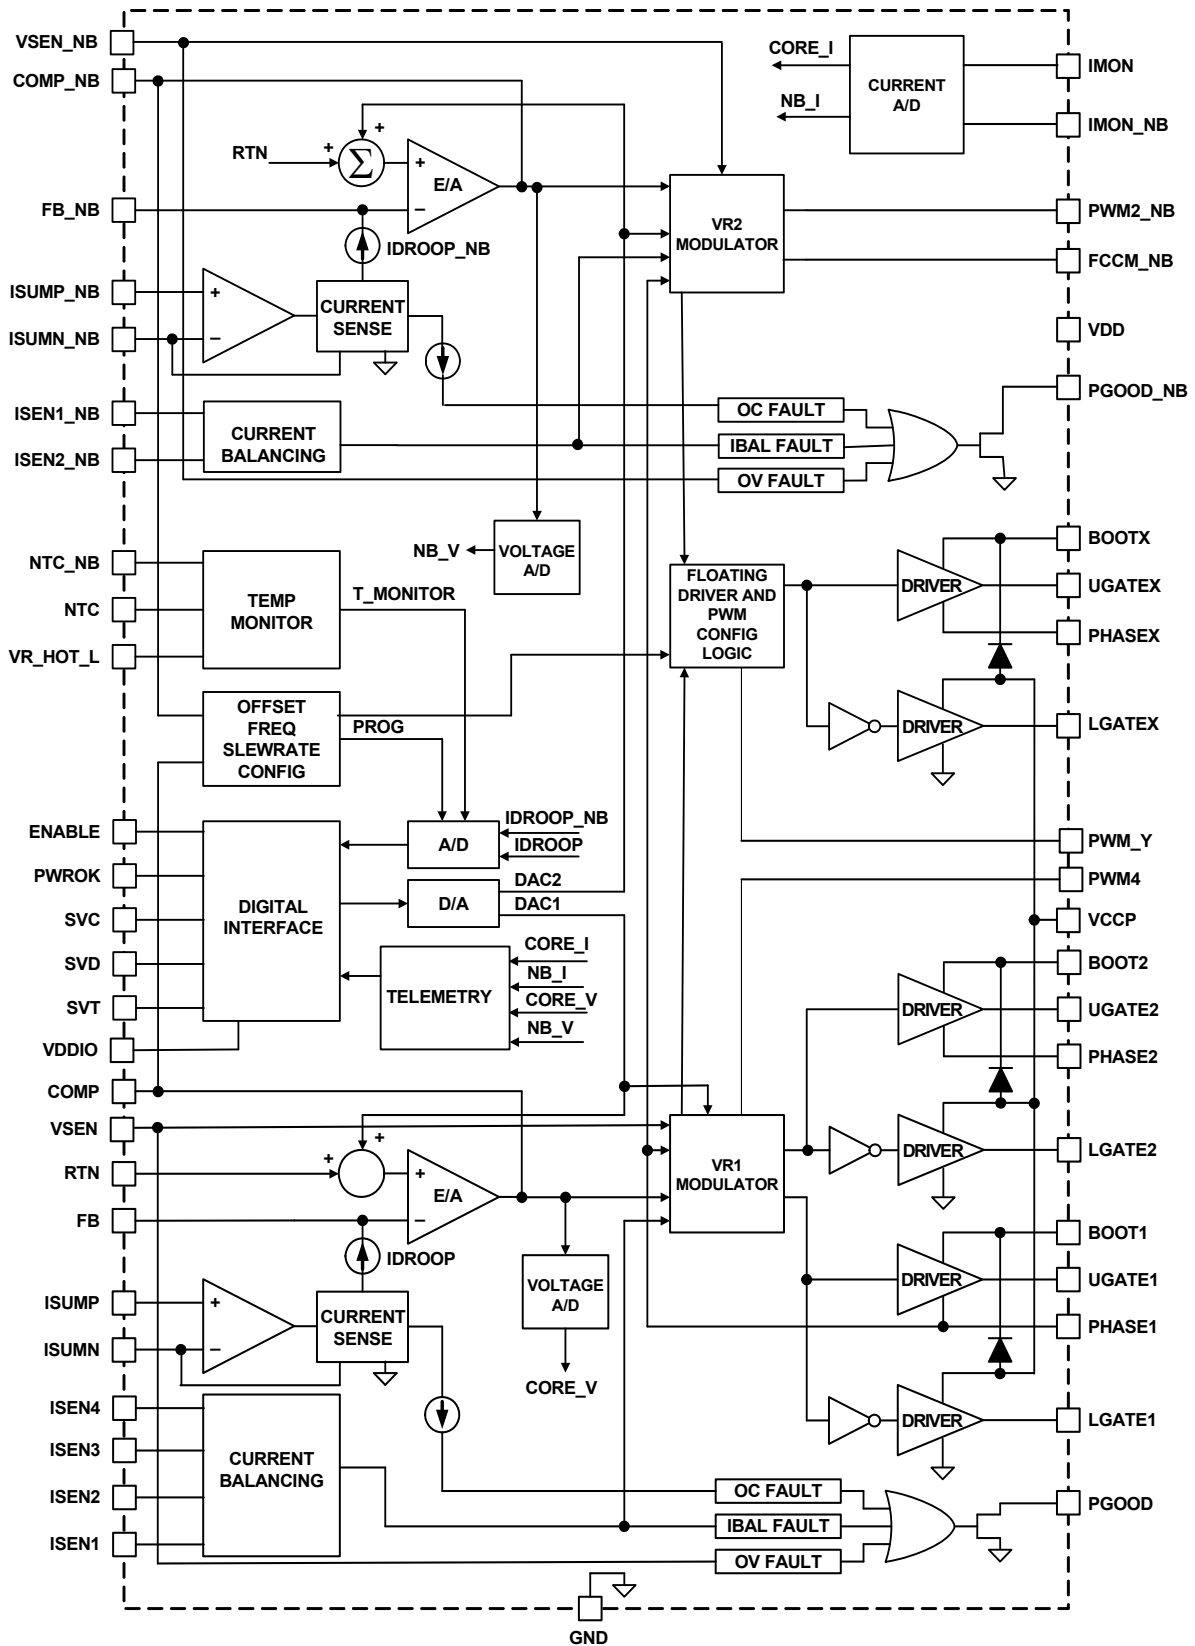 VSEN_NB
COMP_NB
RTN
+
+
Σ
+
E/A
−
FB_NB
IDROOP_NB
ISUMP_NB
+
CURRENT
SENSE
ISUMN_NB
−
ISEN1_NB
CURRENT
BALANCING
ISEN2_NB
CORE_I
NB_I
CURRENT
A/D
IMON
IMON_NB
VR2
MODULATOR
PWM2_NB
FCCM_NB
VDD
PGOOD_NB
OC FAULT
IBAL FAULT
OV FAULT
NB_V
VOLTAGE
A/D
NTC_NB
NTC
VR_HOT_L
TEMP
MONITOR
T_MONITOR
OFFSET
FREQ
SLEWRATE
CONFIG
PROG
FLOATING
DRIVER AND
PWM
CONFIG
LOGIC
DRIVER
BOOTX
UGATEX
PHASEX
DRIVER
LGATEX
ENABLE
PWROK
SVC
SVD
SVT
VDDIO
DIGITAL
INTERFACE
A/D
IDROOP_NB
IDROOP
D/A
DAC2
DAC1
TELEMETRY
CORE_I
NB_I
CORE_V
NB_V
PWM_Y
PWM4
VCCP
BOOT2
DRIVER
UGATE2
PHASE2
DRIVER
LGATE2
COMP
VSEN
RTN
+
+
+
E/A
−
FB
IDROOP
VR1
MODULATOR
BOOT1
DRIVER
UGATE1
PHASE1
DRIVER
LGATE1
VOLTAGE
A/D
CORE_V
ISUMP
+
CURRENT
SENSE
ISUMN
−
ISEN4
ISEN3
ISEN2
ISEN1
CURRENT
BALANCING
OC FAULT
IBAL FAULT
OV FAULT
PGOOD
GND